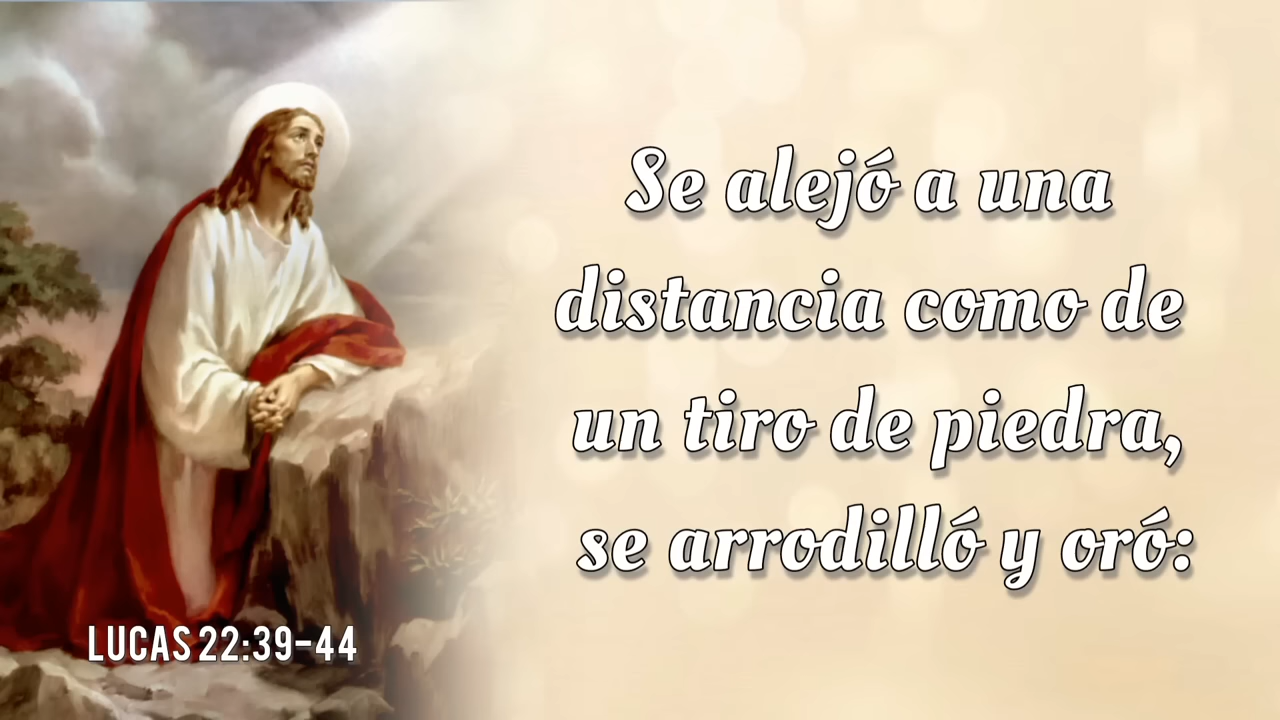 Se alejó a una
distancia como de
un tiro de piedra,
se arrodilló y oró:
LUCAS 22:39-44